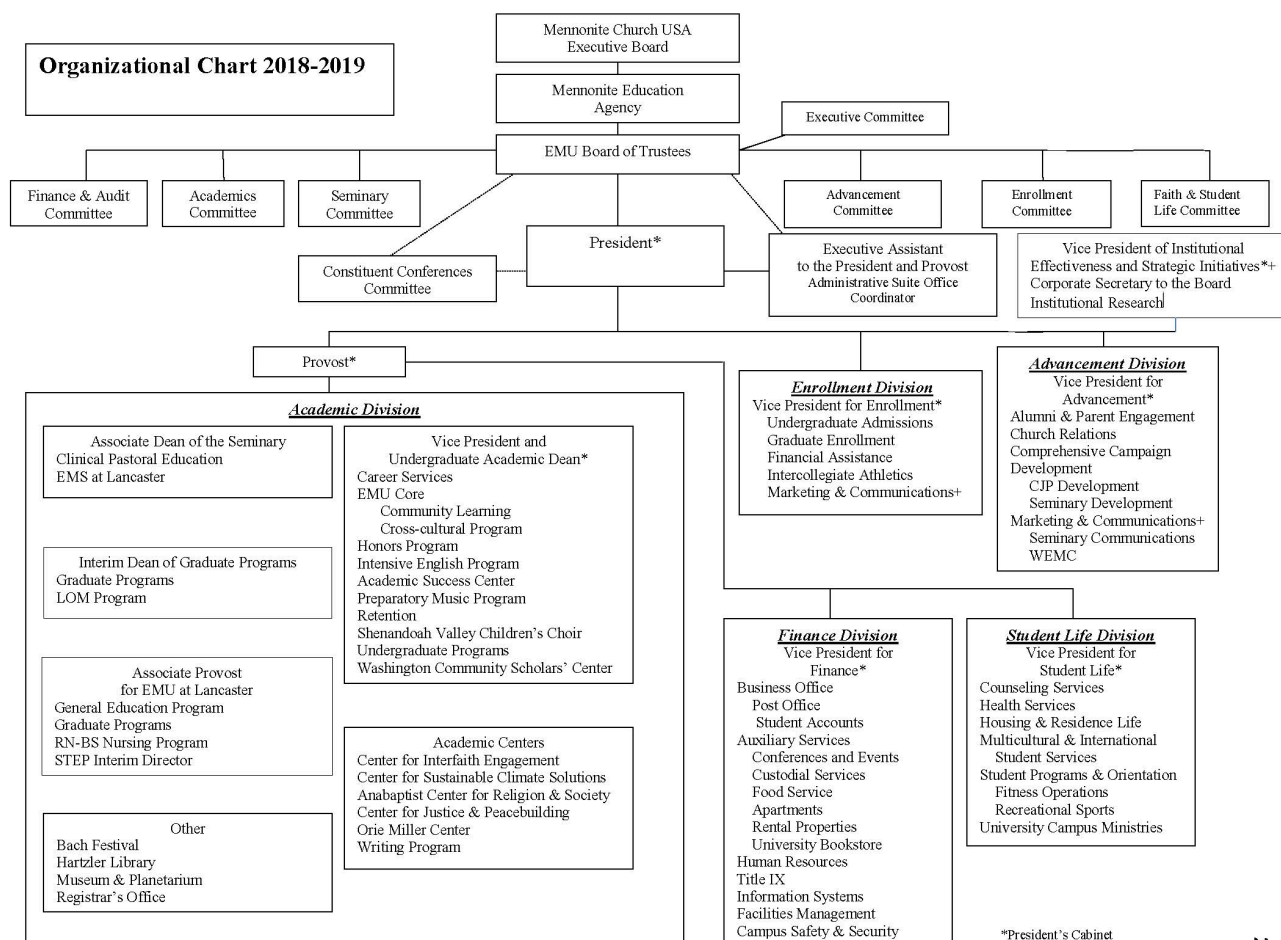 Organizational Chart 2018-2019
Mennonite Church USA
Executive Board
Mennonite Education
Agency
Executive Committee
EMU Board of Trustees
Finance & Audit
Committee
Academics
Committee
Seminary
Committee
Advancement
Committee
Enrollment
Committee
Faith & Student
Life Committee
President*
Constituent Conferences
Committee
Executive Assistant
to the President and Provost
Administrative Suite Office
Coordinator
Vice President of Institutional
Effectiveness and Strategic Initiatives*+
Corporate Secretary to the Board
Institutional Research
Provost*
Academic Division
Associate Dean of the Seminary
Clinical Pastoral Education
EMS at Lancaster
Interim Dean of Graduate Programs
Graduate Programs
LOM Program
Associate Provost
for EMU at Lancaster
General Education Program
Graduate Programs
RN-BS Nursing Program
STEP Interim Director
Other
Bach Festival
Hartzler Library
Museum & Planetarium
Registrar's Office
Vice President and
Undergraduate Academic Dean*
Career Services
EMU Core
Community Learning
Cross-cultural Program
Honors Program
Intensive English Program
Academic Success Center
Preparatory Music Program
Retention
Shenandoah Valley Children's Choir
Undergraduate Programs
Washington Community Scholars' Center
Academic Centers
Center for Interfaith Engagement
Center for Sustainable Climate Solutions
Anabaptist Center for Religion & Society
Center for Justice & Peacebuilding
Orie Miller Center
Writing Program
Enrollment Division
Vice President for Enrollment*
Undergraduate Admissions
Graduate Enrollment
Financial Assistance
Intercollegiate Athletics
Marketing & Communications+
Advancement Division
Vice President for
Advancement*
Alumni & Parent Engagement
Church Relations
Comprehensive Campaign
Development
CJP Development
Seminary Development
Marketing & Communications+
Seminary Communications
WEMC
Finance Division
Vice President for
Finance*
Business Office
Post Office
Student Accounts
Auxiliary Services
Conferences and Events
Custodial Services
Food Service
Apartments
Rental Properties
University Bookstore
Human Resources
Title IX
Information Systems
Facilities Management
Campus Safety & Security
Student Life Division
Vice President for
Student Life*
Counseling Services
Health Services
Housing & Residence Life
Multicultural & International
Student Services
Student Programs & Orientation
Fitness Operations
Recreational Sports
University Campus Ministries
*President's Cabinet